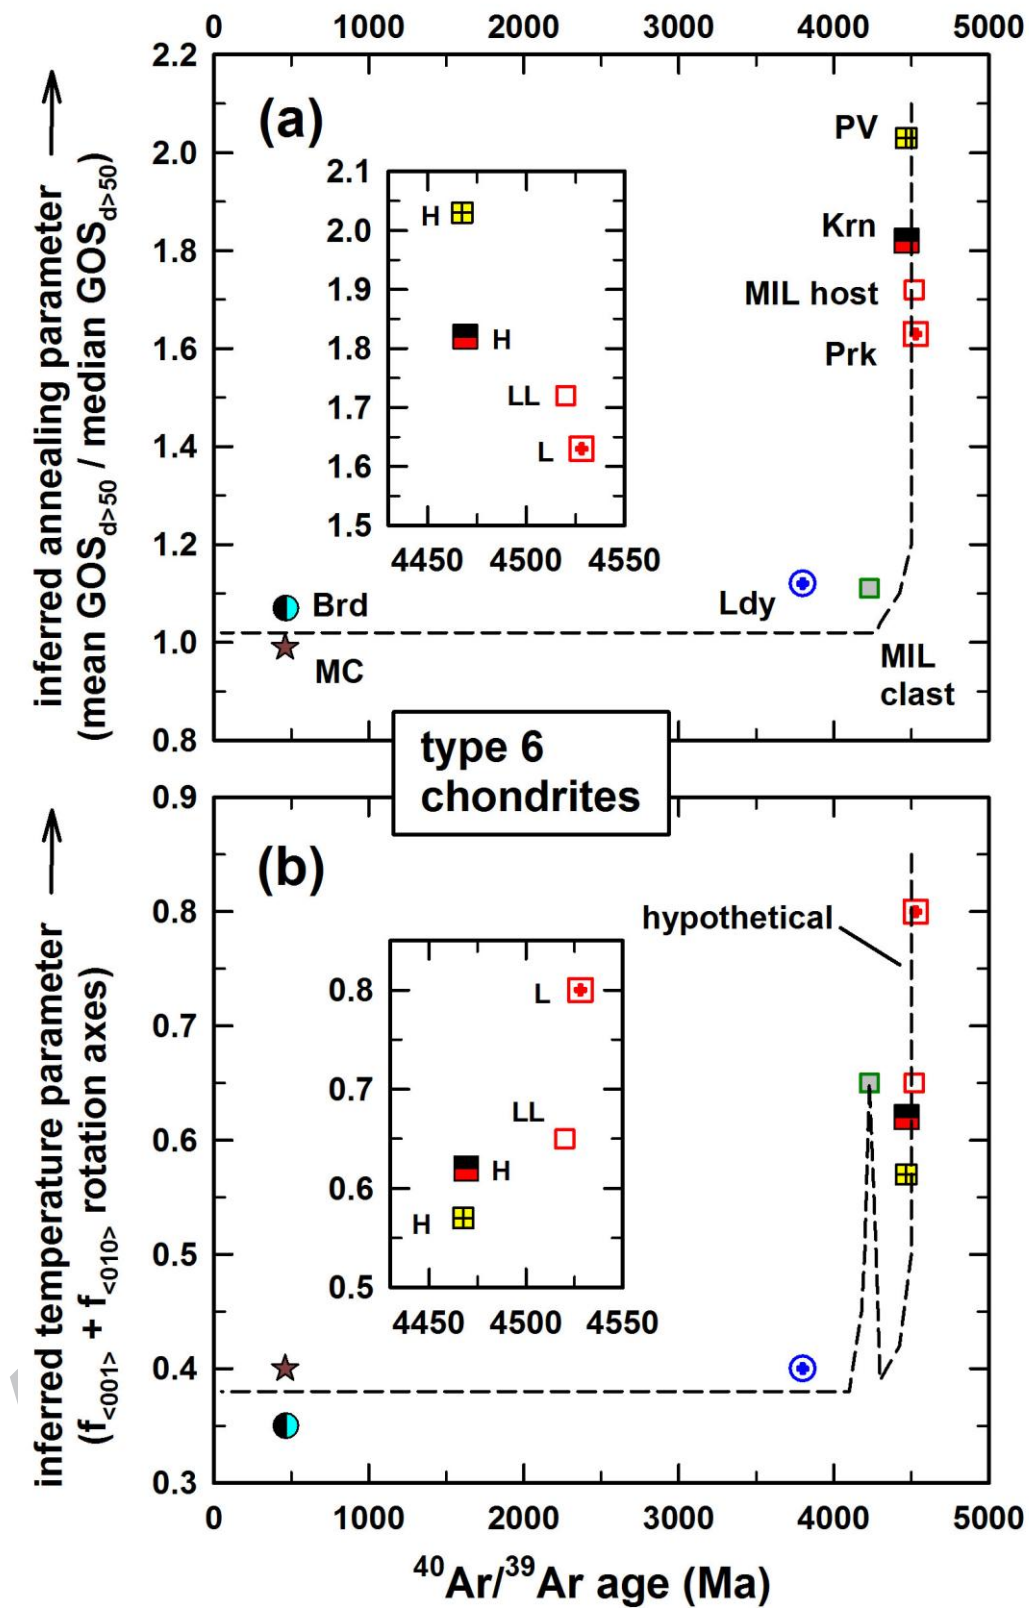 0 1000 2000 3000 4000 5000
inferred annealing parameter
(mean GOSd>50 / median GOSd>50)
2.2
2.0
1.8
1.6
1.4
1.2
1.0
0.8
(a)
PV
Krn
MIL host
Prk
Ldy
MIL
clast
Brd
MC
2.1
2.0
1.9
1.8
1.7
1.6
1.5
H
H
LL
L
4450 4500 4550
type 6
chondrites
inferred temperature parameter
(f<001> + f<010> rotation axes)
0.9
0.8
0.7
0.6
0.5
0.4
0.3
(b)
hypothetical
0.8
0.7
0.6
0.5
L
LL
H
H
4450 4500 4550
0 1000 2000 3000 4000 5000
40Ar/39Ar age (Ma)